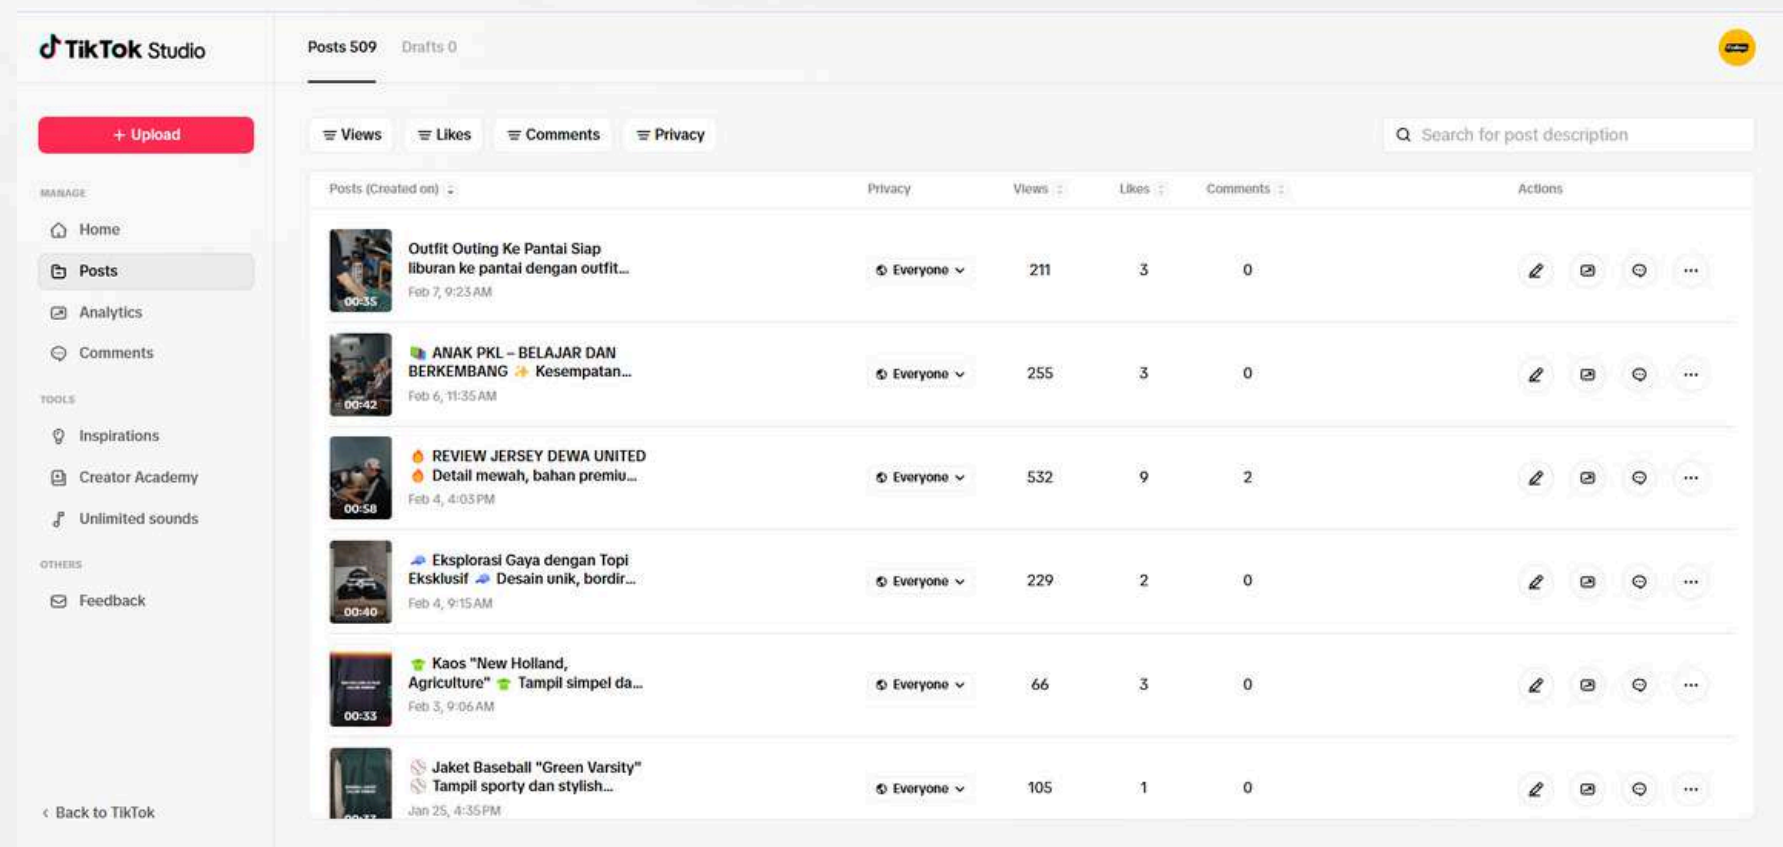 TikTok Studio
Posts 509
Drafts 0
+ Upload
Views
Likes
Comments
Privacy
Search for post description
MANAGE
Home
Posts
Analytics
Comments
TOOLS
Inspirations
Creator Academy
Unlimited sounds
OTHERS
Feedback
< Back to TikTok
Posts (Created on)
Privacy
Views
Likes
Comments
Actions
00:35
Outfit Outing Ke Pantai Siap
liburan ke pantai dengan outfit...
Feb 7, 9:23 AM
Everyone
211
3
0
00:42
📚 ANAK PKL – BELAJAR DAN
BERKEMBANG ✨ Kesempatan...
Feb 6, 11:35 AM
Everyone
255
3
0
00:58
🔥 REVIEW JERSEY DEWA UNITED
🔥 Detail mewah, bahan premiu...
Feb 4, 4:03 PM
Everyone
532
9
2
00:40
🧢 Eksplorasi Gaya dengan Topi
Eksklusif 🧢 Desain unik, bordir...
Feb 4, 9:15 AM
Everyone
229
2
0
00:33
👕 Kaos "New Holland,
Agriculture" 👕 Tampil simpel da...
Feb 3, 9:06 AM
Everyone
66
3
0
⚾ Jaket Baseball "Green Varsity"
⚾ Tampil sporty dan stylish...
Jan 25, 4:35 PM
Everyone
105
1
0